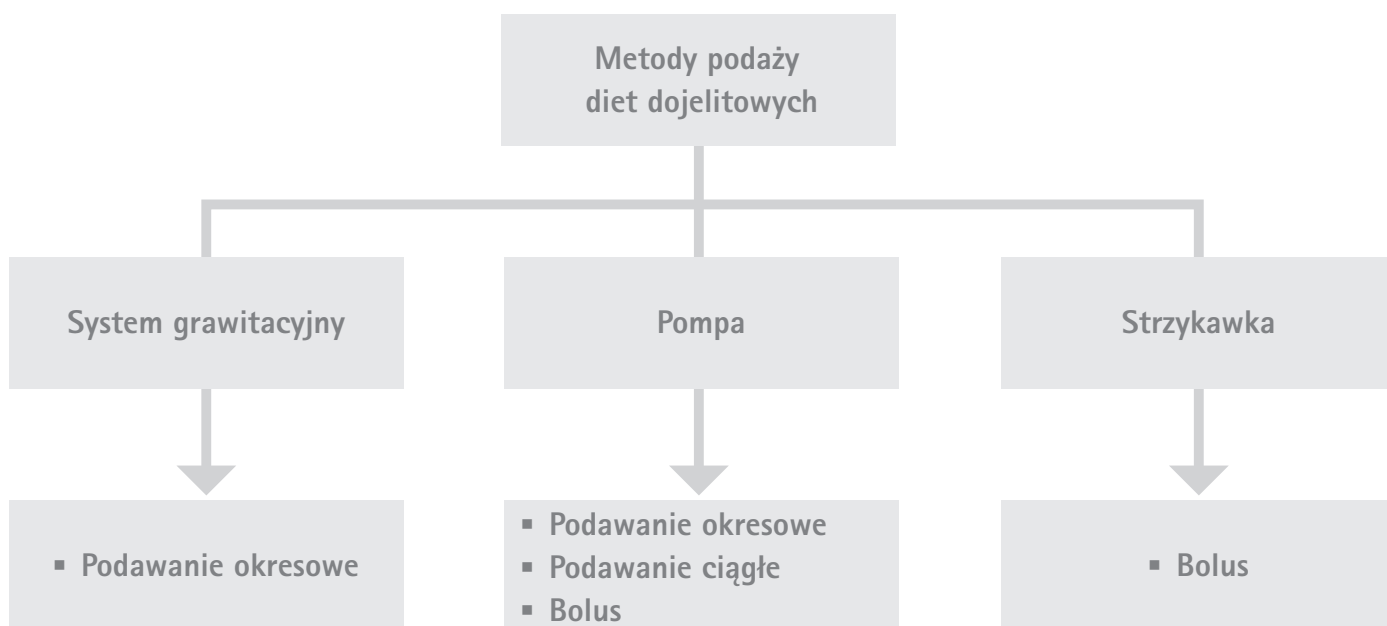 Metody podaży
diet dojelitowych
System grawitacyjny
Pompa
Strzykawka
▪ Podawanie okresowe
▪ Podawanie okresowe
▪ Podawanie ciągłe
▪ Bolus
▪ Bolus